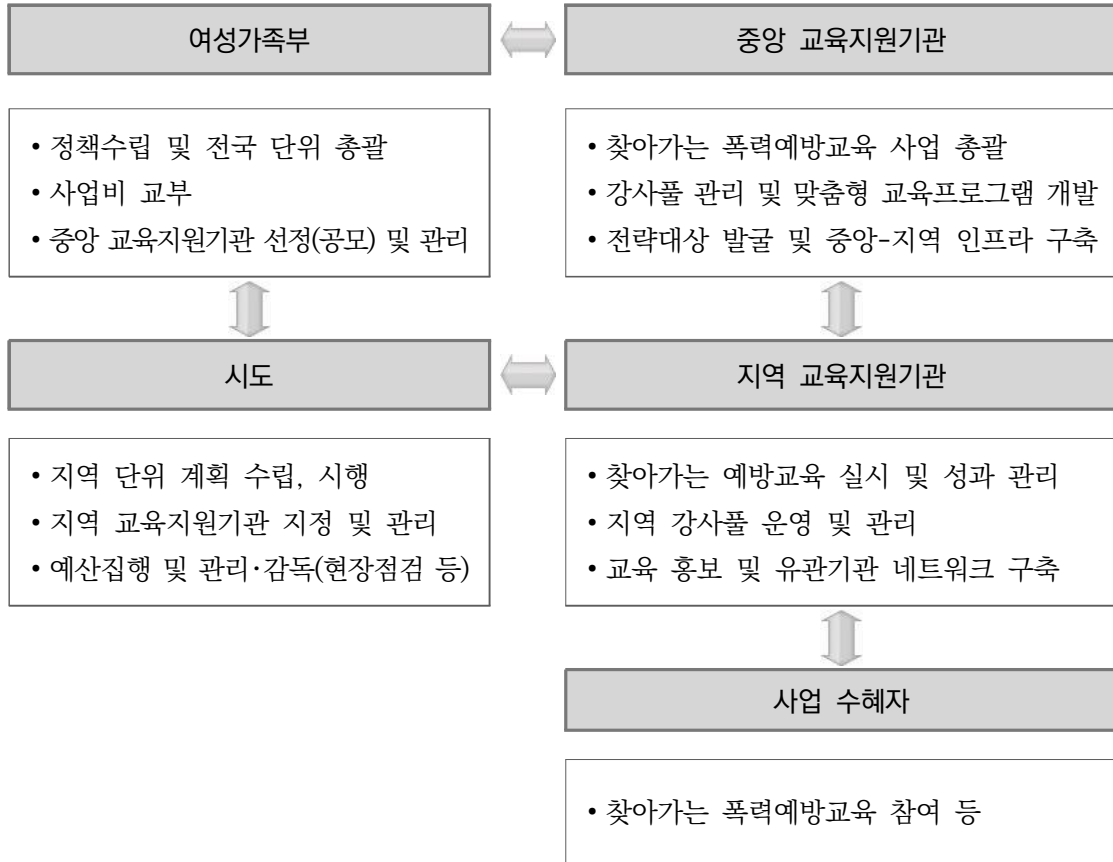 여성가족부
• 정책수립 및 전국 단위 총괄
• 사업비 교부
• 중앙 교육지원기관 선정(공모) 및 관리
중앙 교육지원기관
• 찾아가는 폭력예방교육 사업 총괄
• 강사풀 관리 및 맞춤형 교육프로그램 개발
• 전략대상 발굴 및 중앙-지역 인프라 구축
시도
• 지역 단위 계획 수립, 시행
• 지역 교육지원기관 지정 및 관리
• 예산집행 및 관리·감독(현장점검 등)
지역 교육지원기관
• 찾아가는 예방교육 실시 및 성과 관리
• 지역 강사풀 운영 및 관리
• 교육 홍보 및 유관기관 네트워크 구축
사업 수혜자
• 찾아가는 폭력예방교육 참여 등